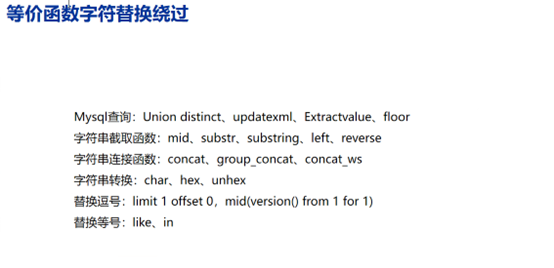 等价函数字符替换绕过
Mysql查询：Union distinct、updatexml、Extractvalue、floor
字符串截取函数：mid、substr、substring、left、reverse
字符串连接函数：concat、group_concat、concat_ws
字符串转换：char、hex、unhex
替换逗号：limit 1 offset 0，mid(version() from 1 for 1)
替换等号：like、in